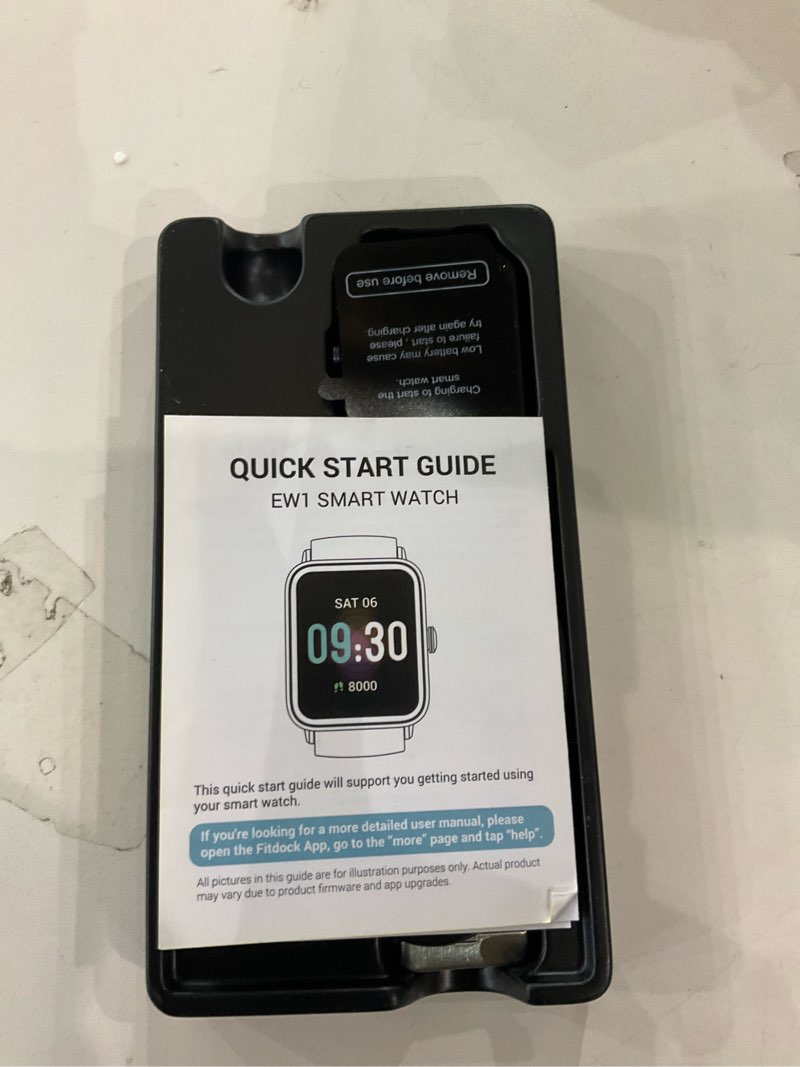 Remove before use
Charging to start the
smart watch.
Low battery may cause
failure to start , please
try again after charging.
QUICK START GUIDE
EW1 SMART WATCH
SAT 06
09:30
8000
This quick start guide will support you getting started using
your smart watch.
If you're looking for a more detailed user manual, please
open the Fitdock App, go to the "more" page and tap "help".
All pictures in this guide are for illustration purposes only. Actual product
may vary due to product firmware and app upgrades.